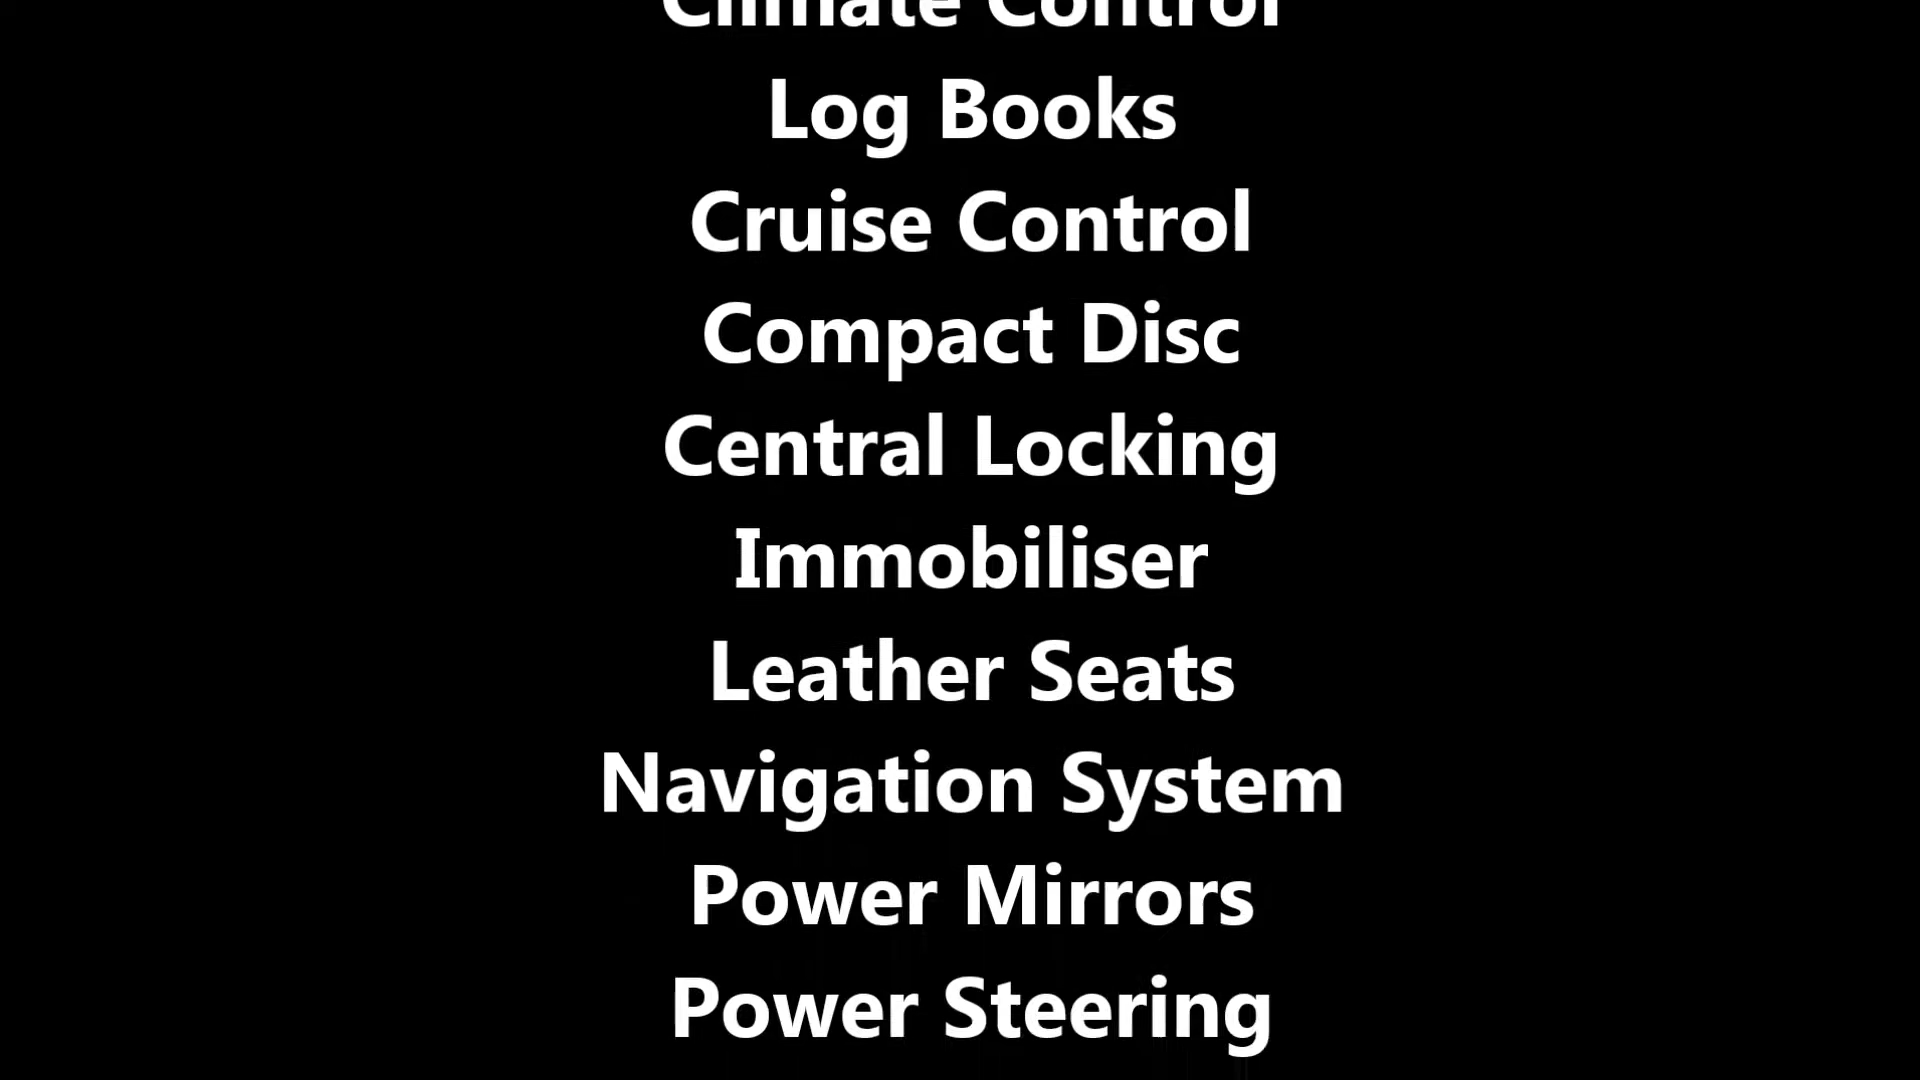 Climate Control
Log Books
Cruise Control
Compact Disc
Central Locking
Immobiliser
Leather Seats
Navigation System
Power Mirrors
Power Steering